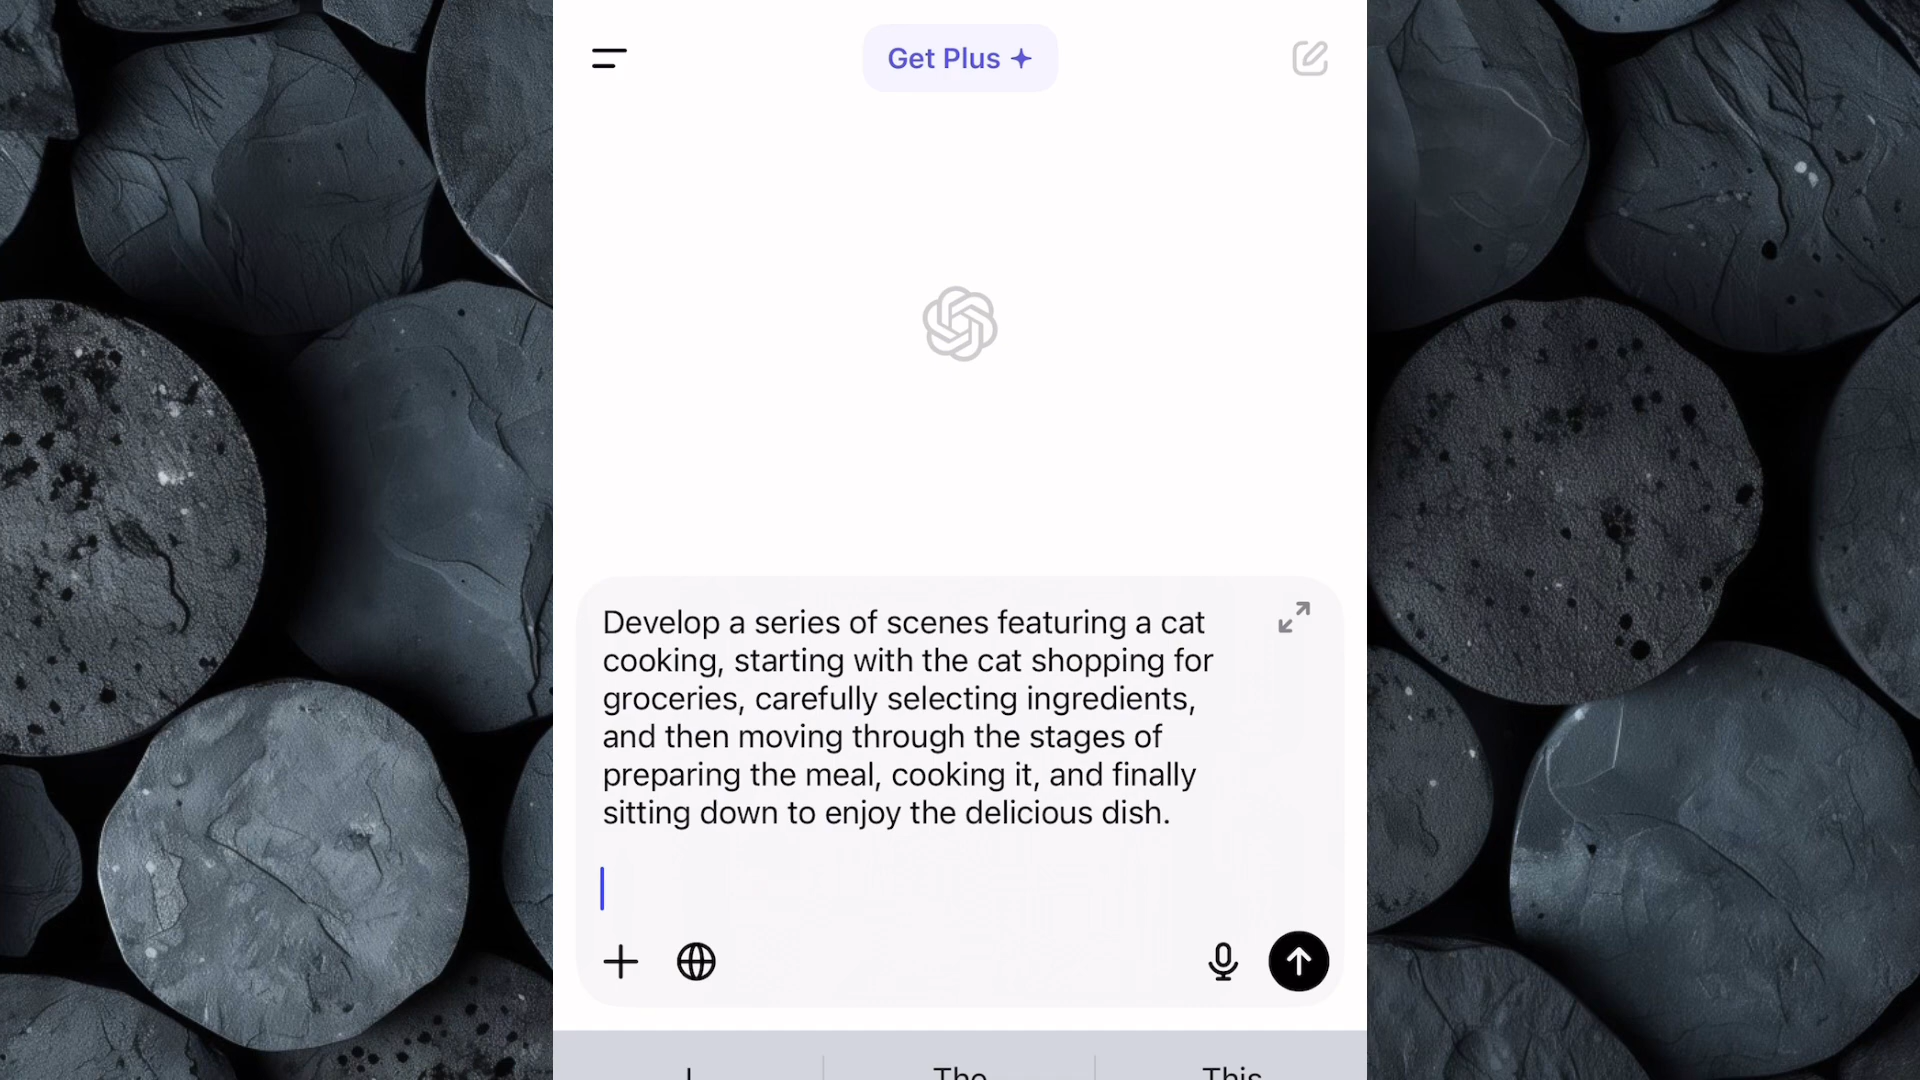 Get Plus
Develop a series of scenes featuring a cat
cooking, starting with the cat shopping for
groceries, carefully selecting ingredients,
and then moving through the stages of
preparing the meal, cooking it, and finally
sitting down to enjoy the delicious dish.
The
This